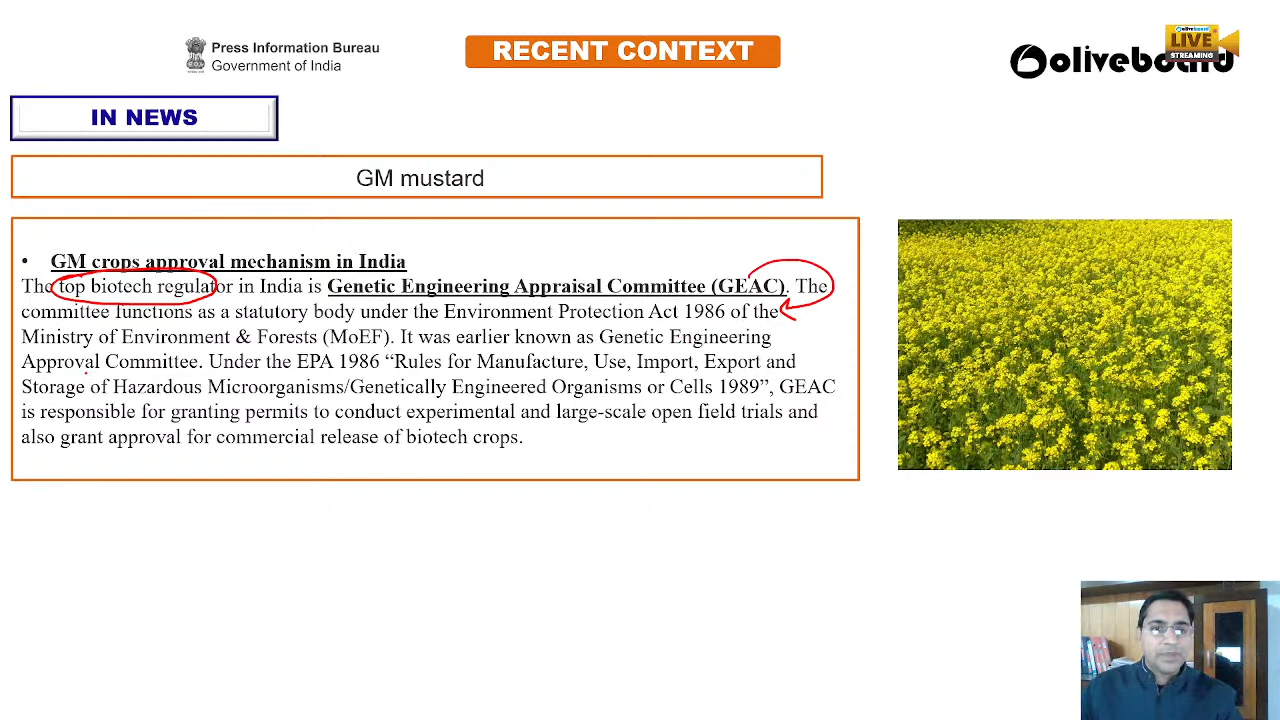 Press Information Bureau
Government of India
RECENT CONTEXT
oliveboard
LIVE
STREAMING
oliveboard
IN NEWS
GM mustard
• GM crops approval mechanism in India
The top biotech regulator in India is Genetic Engineering Appraisal Committee (GEAC). The
committee functions as a statutory body under the Environment Protection Act 1986 of the
Ministry of Environment & Forests (MoEF). It was earlier known as Genetic Engineering
Approval Committee. Under the EPA 1986 “Rules for Manufacture, Use, Import, Export and
Storage of Hazardous Microorganisms/Genetically Engineered Organisms or Cells 1989”, GEAC
is responsible for granting permits to conduct experimental and large-scale open field trials and
also grant approval for commercial release of biotech crops.